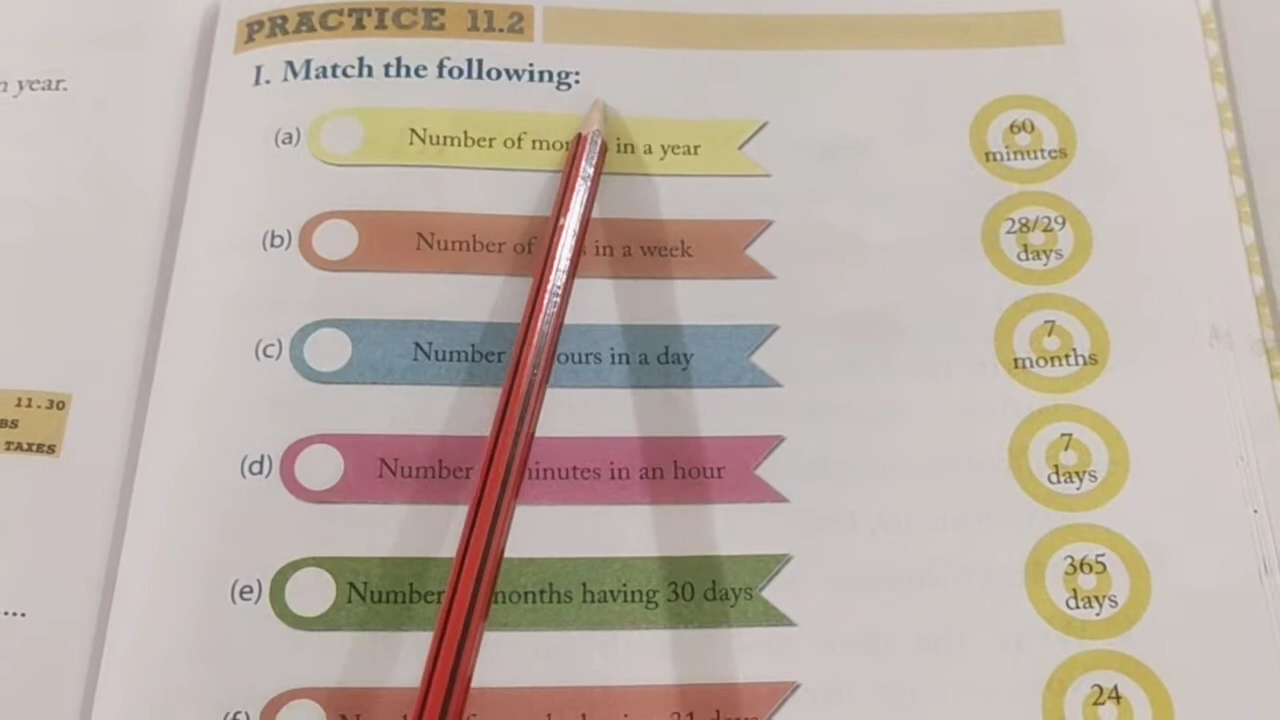 n year.
11.30
BS
TAXES
....
PRACTICE 11.2
I. Match the following:
(a) Number of in a year
60 minutes
(b) Number of in a week
28/29 days
(c) Number ours in a day
7 months
(d) Number inutes in an hour
7 days
(e) Number months having 30 days
365 days
(f)
24